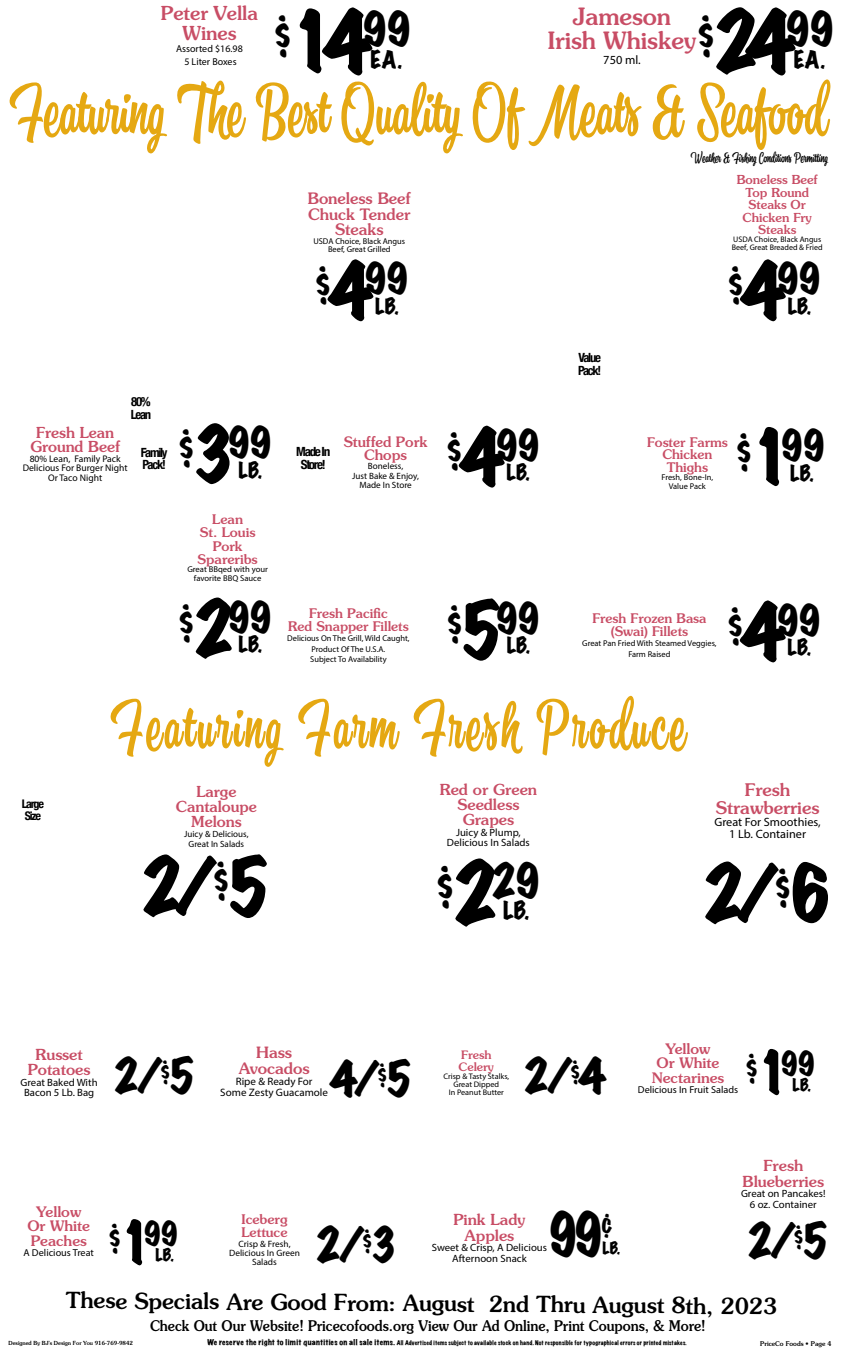 Peter Vella
Wines
Assorted $16.98
5 Liter Boxes
$14.99
EA.
Jameson
Irish Whiskey
750 ml.
$24.99
EA.
Featuring The Best Quality Of Meats & Seafood
Weather & Fishing Conditions Permitting
Boneless Beef
Chuck Tender
Steaks
USDA Choice, Black Angus
Beef, Great Grilled
$4.99
LB.
Boneless Beef
Top Round
Steaks Or
Chicken Fry
Steaks
USDA Choice, Black Angus
Beef, Great Breaded & Fried
$4.99
LB.
Value
Pack!
80%
Lean
Fresh Lean
Ground Beef
80% Lean, Family Pack
Delicious For Burger Night
Or Taco Night
Family
Pack!
$3.99
LB.
Made In
Store!
Stuffed Pork
Chops
Boneless,
Just Bake & Enjoy,
Made In Store
$4.99
LB.
Foster Farms
Chicken
Thighs
Fresh, Bone-In,
Value Pack
$1.99
LB.
Lean
St. Louis
Pork
Spareribs
Great BBqed with your
favorite BBQ Sauce
$2.99
LB.
Fresh Pacific
Red Snapper Fillets
Delicious On The Grill, Wild Caught,
Product Of The U.S.A.
Subject To Availability
$5.99
LB.
Fresh Frozen Basa
(Swai) Fillets
Great Pan Fried With Steamed Veggies,
Farm Raised
$4.99
LB.
Featuring Farm Fresh Produce
Large
Size
Large
Cantaloupe
Melons
Juicy & Delicious,
Great In Salads
2/$5
Red or Green
Seedless
Grapes
Juicy & Plump,
Delicious In Salads
$2.29
LB.
Fresh
Strawberries
Great For Smoothies,
1 Lb. Container
2/$6
Russet
Potatoes
Great Baked With
Bacon 5 Lb. Bag
2/$5
Hass
Avocados
Ripe & Ready For
Some Zesty Guacamole
4/$5
Fresh
Celery
Crisp & Tasty Stalks,
Great Dipped
In Peanut Butter
2/$4
Yellow
Or White
Nectarines
Delicious In Fruit Salads
$1.99
LB.
Yellow
Or White
Peaches
A Delicious Treat
$1.99
LB.
Iceberg
Lettuce
Crisp & Fresh,
Delicious In Green
Salads
2/$3
Pink Lady
Apples
Sweet & Crisp, A Delicious
Afternoon Snack
99¢
LB.
Fresh
Blueberries
Great on Pancakes!
6 oz. Container
2/$5
These Specials Are Good From: August 2nd Thru August 8th, 2023
Check Out Our Website! Pricecofoods.org View Our Ad Online, Print Coupons, & More!
Designed By BJ's Design For You 916-769-9842
We reserve the right to limit quantities on all sale items. All Advertised items subject to available stock on hand. Not responsible for typographical errors or printed mistakes.
PriceCo Foods • Page 4